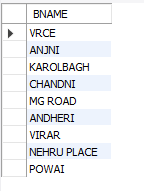 BNAME
VRCE
ANJNI
KAROLBAGH
CHANDNI
MG ROAD
ANDHERI
VIRAR
NEHRU PLACE
POWAI